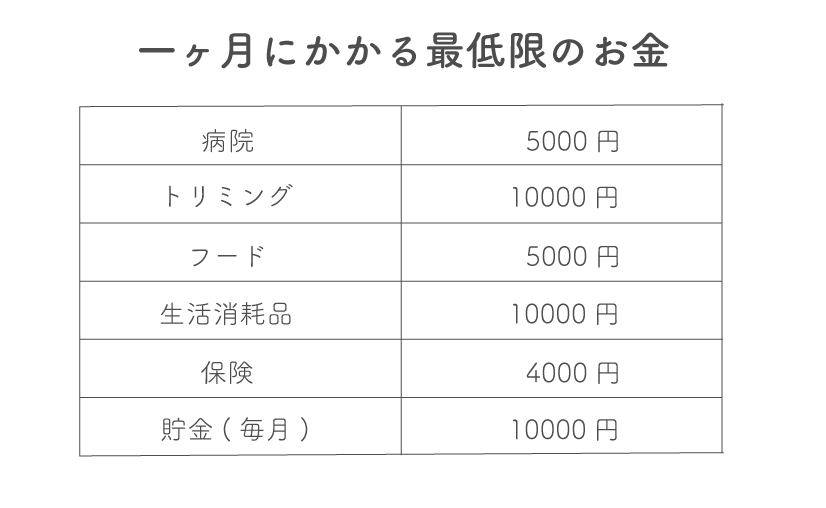 一ヶ月にかかる最低限のお金
病院 5000 円
トリミング 10000 円
フード 5000 円
生活消耗品 10000 円
保険 4000 円
貯金 ( 毎月 ) 10000 円